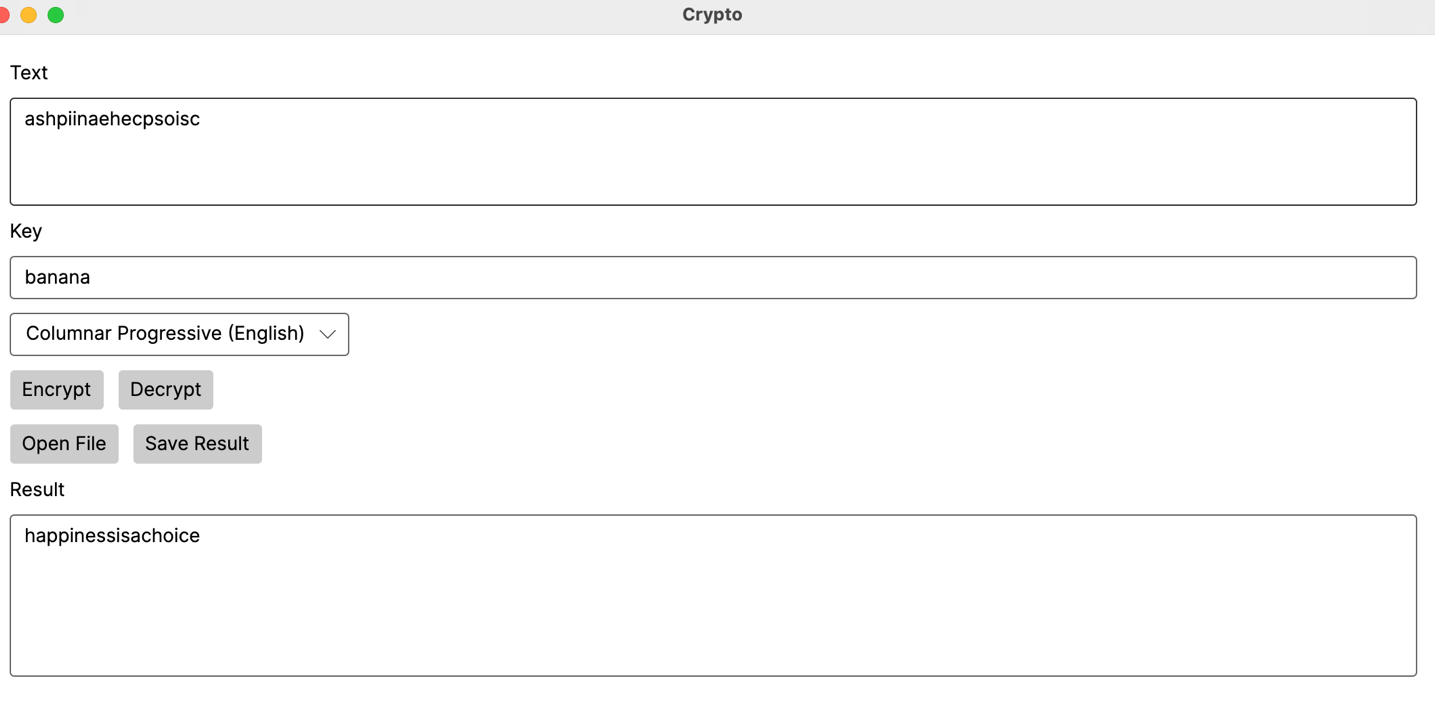 Crypto
Text
ashpiinaehecpsoisc
Key
banana
Columnar Progressive (English)
Encrypt Decrypt
Open File Save Result
Result
happinessisachoice